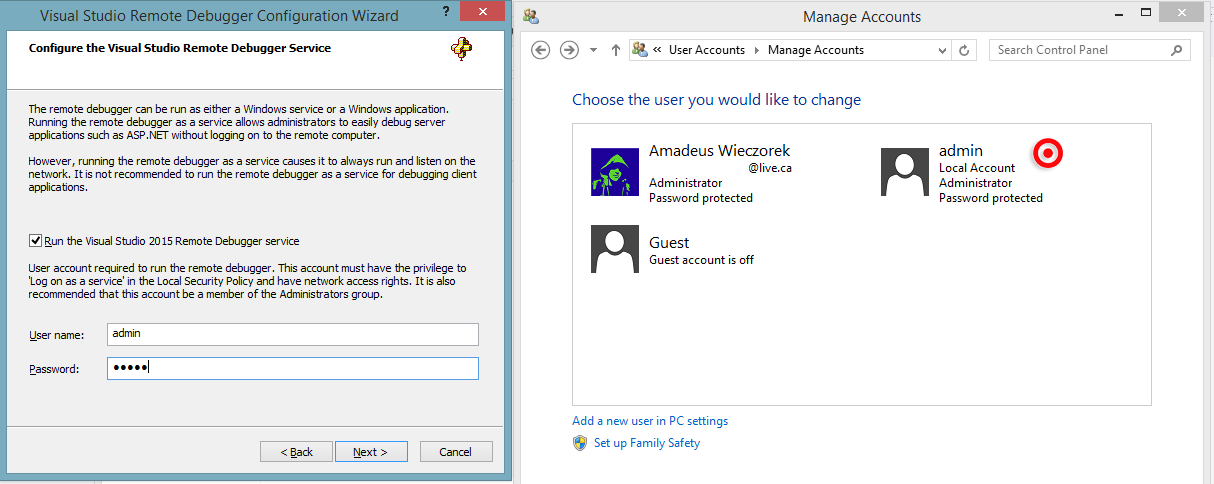 Visual Studio Remote Debugger Configuration Wizard
?
Configure the Visual Studio Remote Debugger Service
The remote debugger can be run as either a Windows service or a Windows application.
Running the remote debugger as a service allows administrators to easily debug server
applications such as ASP.NET without logging on to the remote computer.
However, running the remote debugger as a service causes it to always run and listen on the
network. It is not recommended to run the remote debugger as a service for debugging client
applications.
Run the Visual Studio 2015 Remote Debugger service
User account required to run the remote debugger. This account must have the privilege to
'Log on as a service' in the Local Security Policy and have network access rights. It is also
recommended that this account be a member of the Administrators group.
User name:
admin
Password:
•••••
< Back
Next >
Cancel
Manage Accounts
« User Accounts
Manage Accounts
Search Control Panel
Choose the user you would like to change
Amadeus Wieczorek
@live.ca
Administrator
Password protected
admin
Local Account
Administrator
Password protected
Guest
Guest account is off
Add a new user in PC settings
Set up Family Safety